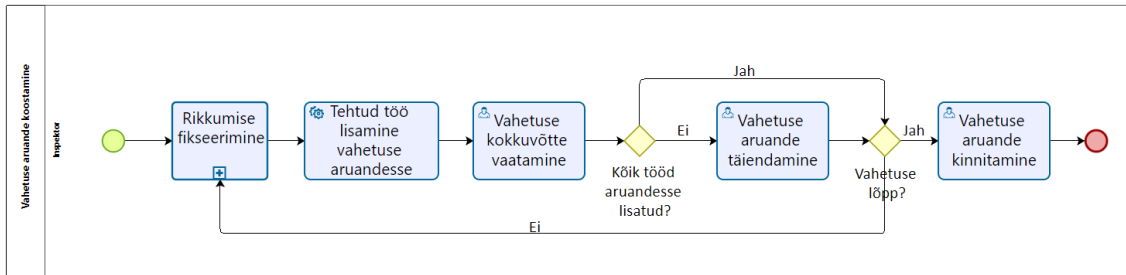 Vahetuse aruande koostamine
Inspektor
Rikkumise
fikseerimine
Tehtud töö
lisamine
vahetuse
aruandesse
Vahetuse
kokkuvõtte
vaatamine
Kõik tööd
aruandesse
lisatud?
Jah
Ei
Vahetuse
aruande
täiendamine
Vahetuse
lõpp?
Jah
Ei
Vahetuse
aruande
kinnitamine